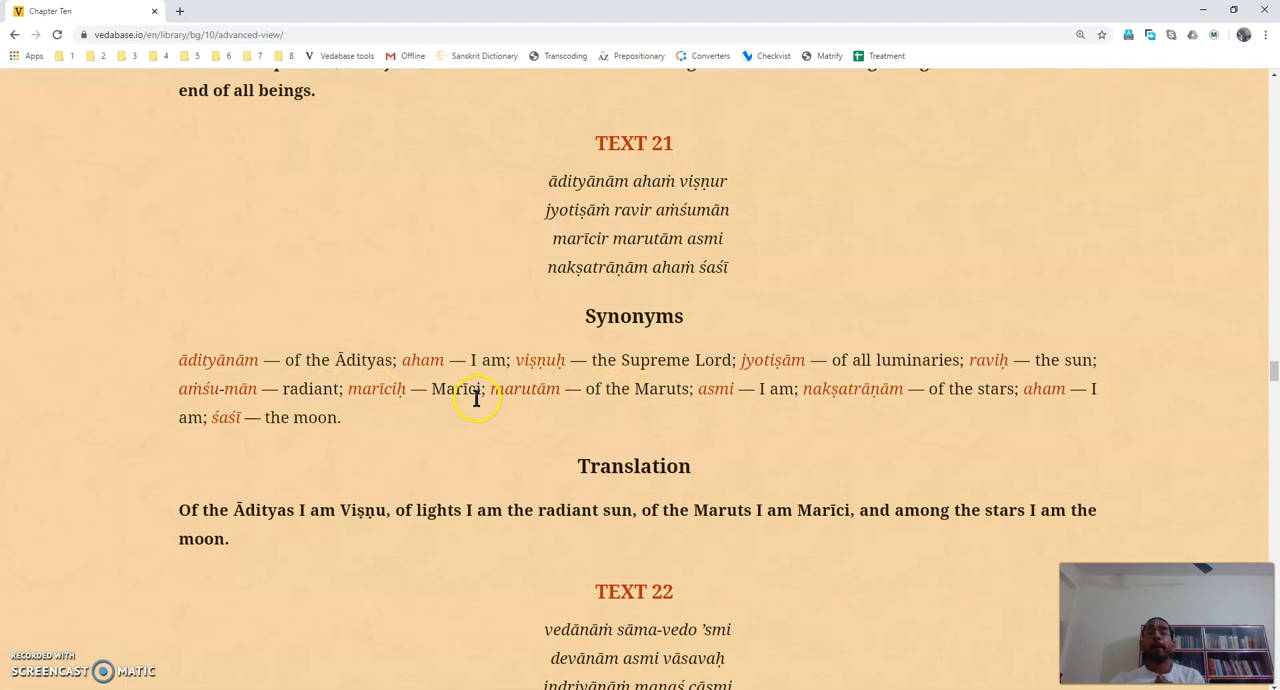 Chapter Ten
vedabase.io/en/library/bg/10/advanced-view/
Apps 1 2 3 4 5 6 7 8 Vedabase tools Offline Sanskrit Dictionary Transcoding Prepositionary Converters Checkvist Matrify Treatment
end of all beings.
TEXT 21
ādityānām ahaṁ viṣṇur
jyotiṣāṁ ravir aṁśumān
marīcir marutām asmi
nakṣatrāṇām ahaṁ śaśī
Synonyms
ādityānām — of the Ādityas; aham — I am; viṣṇuḥ — the Supreme Lord; jyotiṣām — of all luminaries; raviḥ — the sun;
aṁśu-mān — radiant; marīciḥ — Marīci; marutām — of the Maruts; asmi — I am; nakṣatrāṇām — of the stars; aham — I
am; śaśī — the moon.
Translation
Of the Ādityas I am Viṣṇu, of lights I am the radiant sun, of the Maruts I am Marīci, and among the stars I am the
moon.
TEXT 22
vedānāṁ sāma-vedo ’smi
devānām asmi vāsavaḥ
indriyāṇāṁ manaś cāsmi
RECORDED WITH
SCREENCAST MATIC